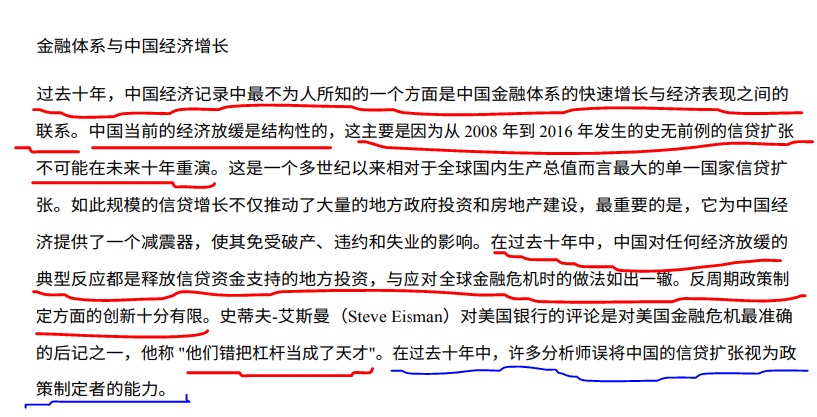 金融体系与中国经济增长
过去十年，中国经济记录中最不为人所知的一个方面是中国金融体系的快速增长与经济表现之间的
联系。中国当前的经济放缓是结构性的，这主要是因为从 2008 年到 2016 年发生的史无前例的信贷扩张
不可能在未来十年重演。这是一个多世纪以来相对于全球国内生产总值而言最大的单一国家信贷扩
张。如此规模的信贷增长不仅推动了大量的地方政府投资和房地产建设，最重要的是，它为中国经
济提供了一个减震器，使其免受破产、违约和失业的影响。在过去十年中，中国对任何经济放缓的
典型反应都是释放信贷资金支持的地方投资，与应对全球金融危机时的做法如出一辙。反周期政策制
定方面的创新十分有限。史蒂夫-艾斯曼（Steve Eisman）对美国银行的评论是对美国金融危机最准确
的后记之一，他称 "他们错把杠杆当成了天才"。在过去十年中，许多分析师误将中国的信贷扩张视为政
策制定者的能力。